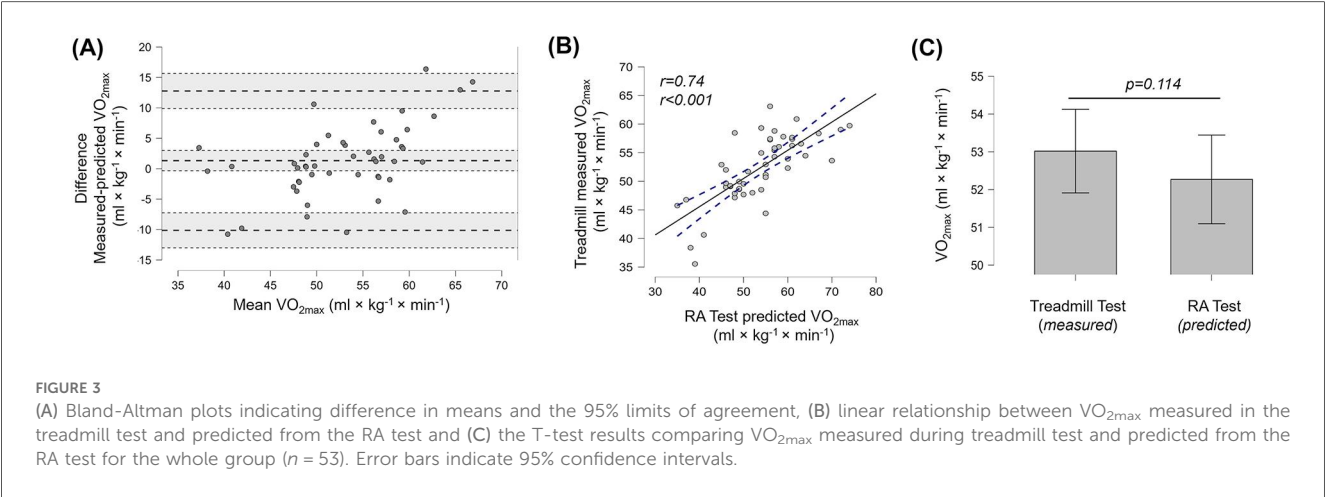 (A)
20
15
10
5
0
-5
-10
-15
35 40 45 50 55 60 65 70
Difference
Measured-predicted VO2max
(ml × kg-1 × min-1)
Mean VO2max (ml × kg-1 × min-1)
(B)
r=0.74
r<0.001
70
65
60
55
50
45
40
35
30 40 50 60 70 80
Treadmill measured VO2max
(ml × kg-1 × min-1)
RA Test predicted VO2max
(ml × kg-1 × min-1)
(C)
p=0.114
55
54
53
52
51
50
VO2max (ml × kg-1 × min-1)
Treadmill Test
(measured)
RA Test
(predicted)
FIGURE 3
(A) Bland-Altman plots indicating difference in means and the 95% limits of agreement, (B) linear relationship between VO2max measured in the
treadmill test and predicted from the RA test and (C) the T-test results comparing VO2max measured during treadmill test and predicted from the
RA test for the whole group (n = 53). Error bars indicate 95% confidence intervals.